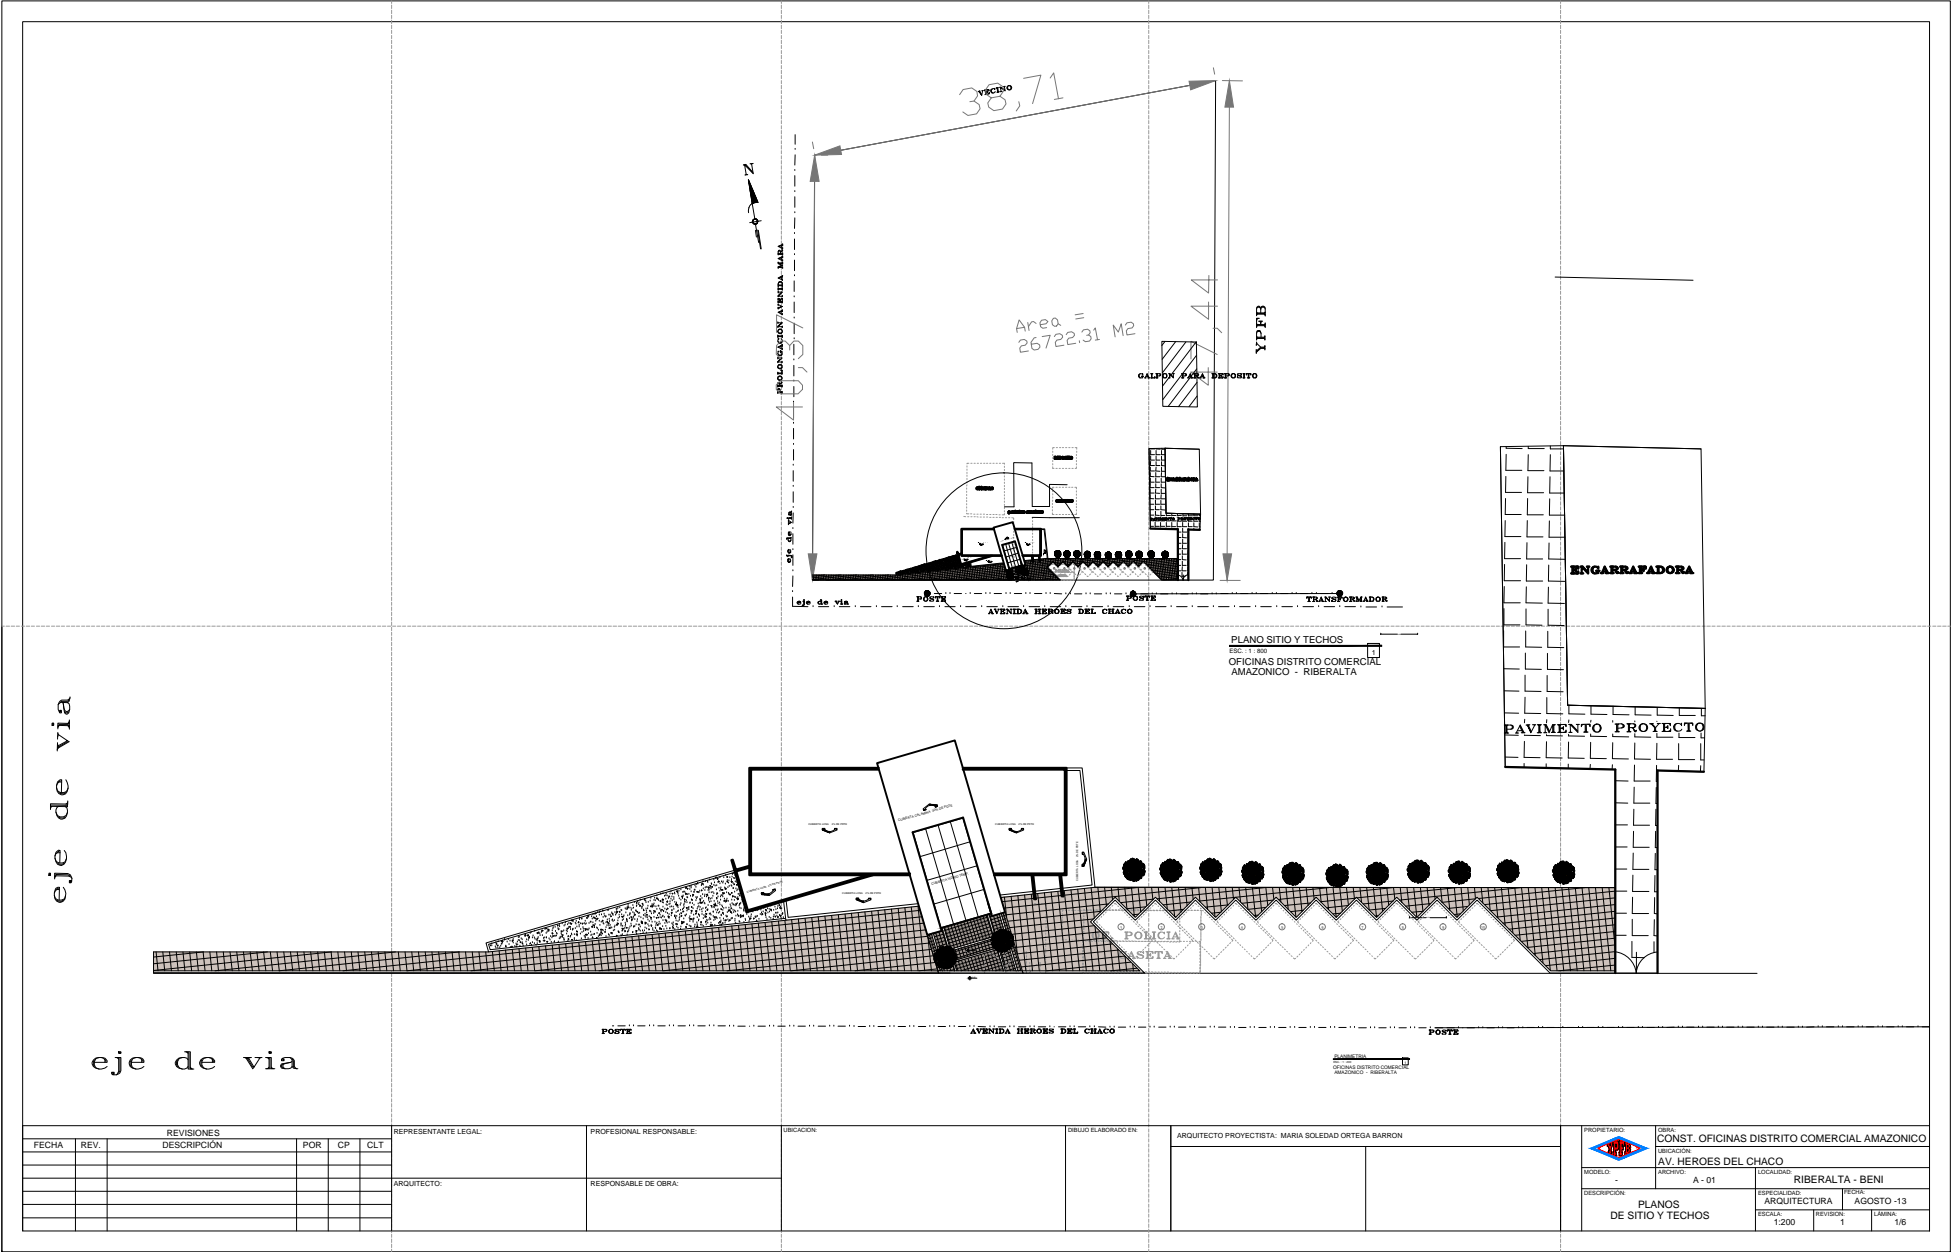 VECINO
38,71
N
PROLONGACION AVENIDA MARA
40,37
Area =
26722.31 M2
YPFB
GALPON PARA DEPOSITO
eje de via
eje de via
POSTE
POSTE
TRANSFORMADOR
AVENIDA HEROES DEL CHACO
PLANO SITIO Y TECHOS
ESC. : 1 : 800
1
OFICINAS DISTRITO COMERCIAL
AMAZONICO - RIBERALTA
ENGARRAFADORA
PAVIMENTO PROYECTO
eje de via
POLICIA
POSTE
AVENIDA HEROES DEL CHACO
POSTE
eje de via
PLANIMETRIA
OFICINAS DISTRITO COMERCIAL
AMAZONICO - RIBERALTA
REVISIONES
FECHA REV. DESCRIPCIÓN POR CP CLT
REPRESENTANTE LEGAL:
PROFESIONAL RESPONSABLE:
ARQUITECTO:
RESPONSABLE DE OBRA:
UBICACION:
DIBUJO ELABORADO EN:
ARQUITECTO PROYECTISTA: MARIA SOLEDAD ORTEGA BARRON
PROPIETARIO:
YPFB
OBRA:
CONST. OFICINAS DISTRITO COMERCIAL AMAZONICO
UBICACIÓN:
AV. HEROES DEL CHACO
MODELO:
-
ARCHIVO:
A - 01
LOCALIDAD:
RIBERALTA - BENI
DESCRIPCIÓN:
PLANOS
DE SITIO Y TECHOS
ESPECIALIDAD:
ARQUITECTURA
FECHA:
AGOSTO -13
ESCALA:
1:200
REVISION:
1
LÁMINA:
1/6